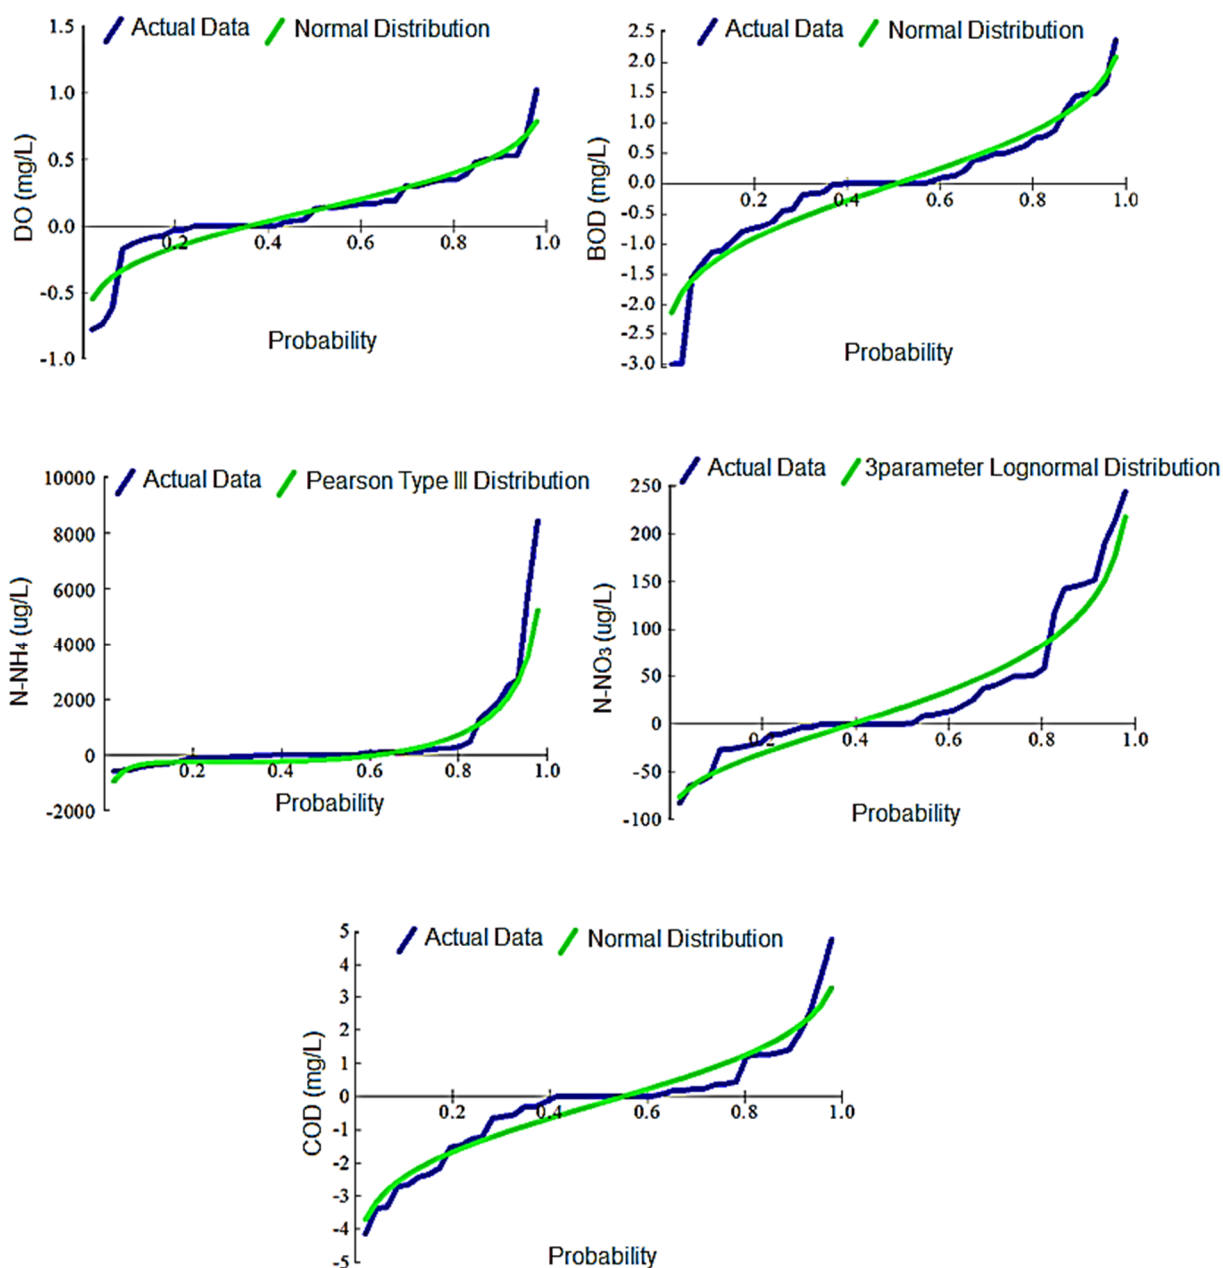 Actual Data Normal Distribution
1.5
1.0
0.5
0.0
-0.5
-1.0
0.2 0.4 0.6 0.8 1.0
DO (mg/L)
Probability
Actual Data Normal Distribution
2.5
2.0
1.5
1.0
0.5
0.0
-0.5
-1.0
-1.5
-2.0
-2.5
-3.0
0.2 0.4 0.6 0.8 1.0
BOD (mg/L)
Probability
Actual Data Pearson Type III Distribution
10000
8000
6000
4000
2000
0
-2000
0.2 0.4 0.6 0.8 1.0
N-NH₄ (ug/L)
Probability
Actual Data 3parameter Lognormal Distribution
250
200
150
100
50
0
-50
-100
0.2 0.4 0.6 0.8 1.0
N-NO₃ (ug/L)
Probability
Actual Data Normal Distribution
5
4
3
2
1
0
-1
-2
-3
-4
-5
0.2 0.4 0.6 0.8 1.0
COD (mg/L)
Probability